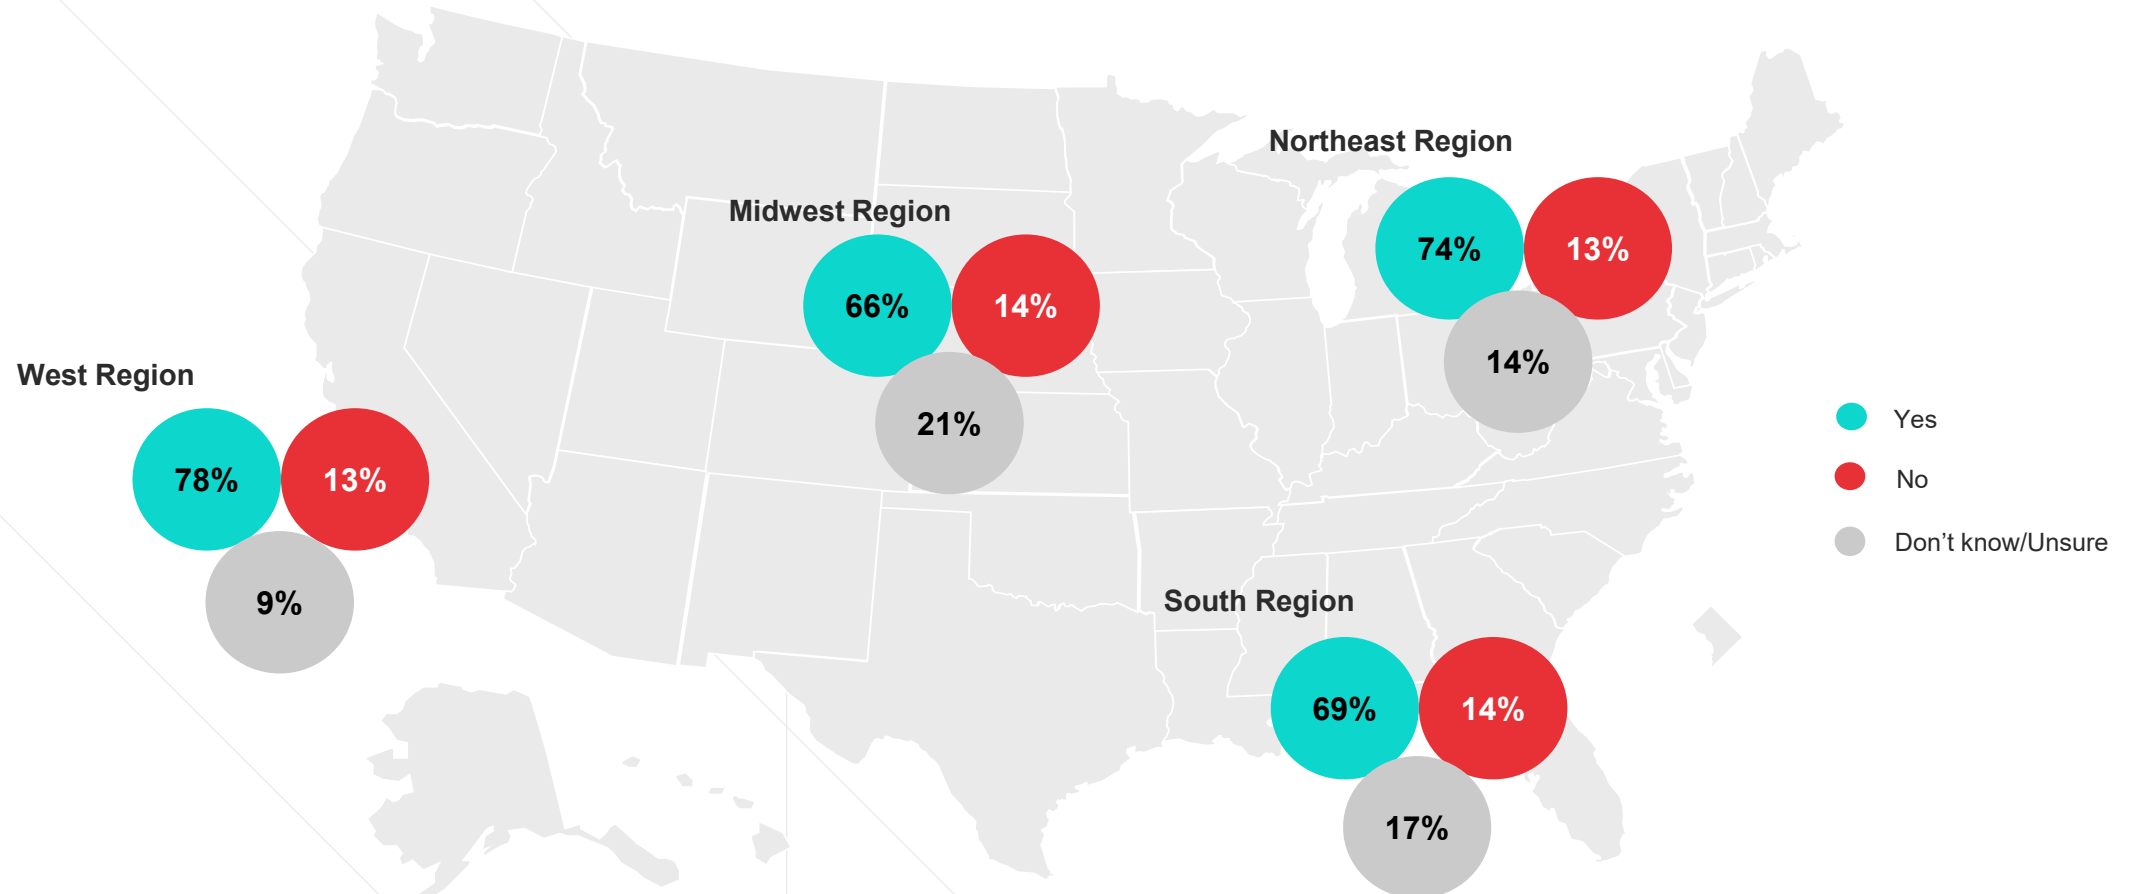 Northeast Region
74%
13%
14%
Midwest Region
66%
14%
21%
West Region
78%
13%
9%
South Region
69%
14%
17%
Yes
No
Don’t know/Unsure